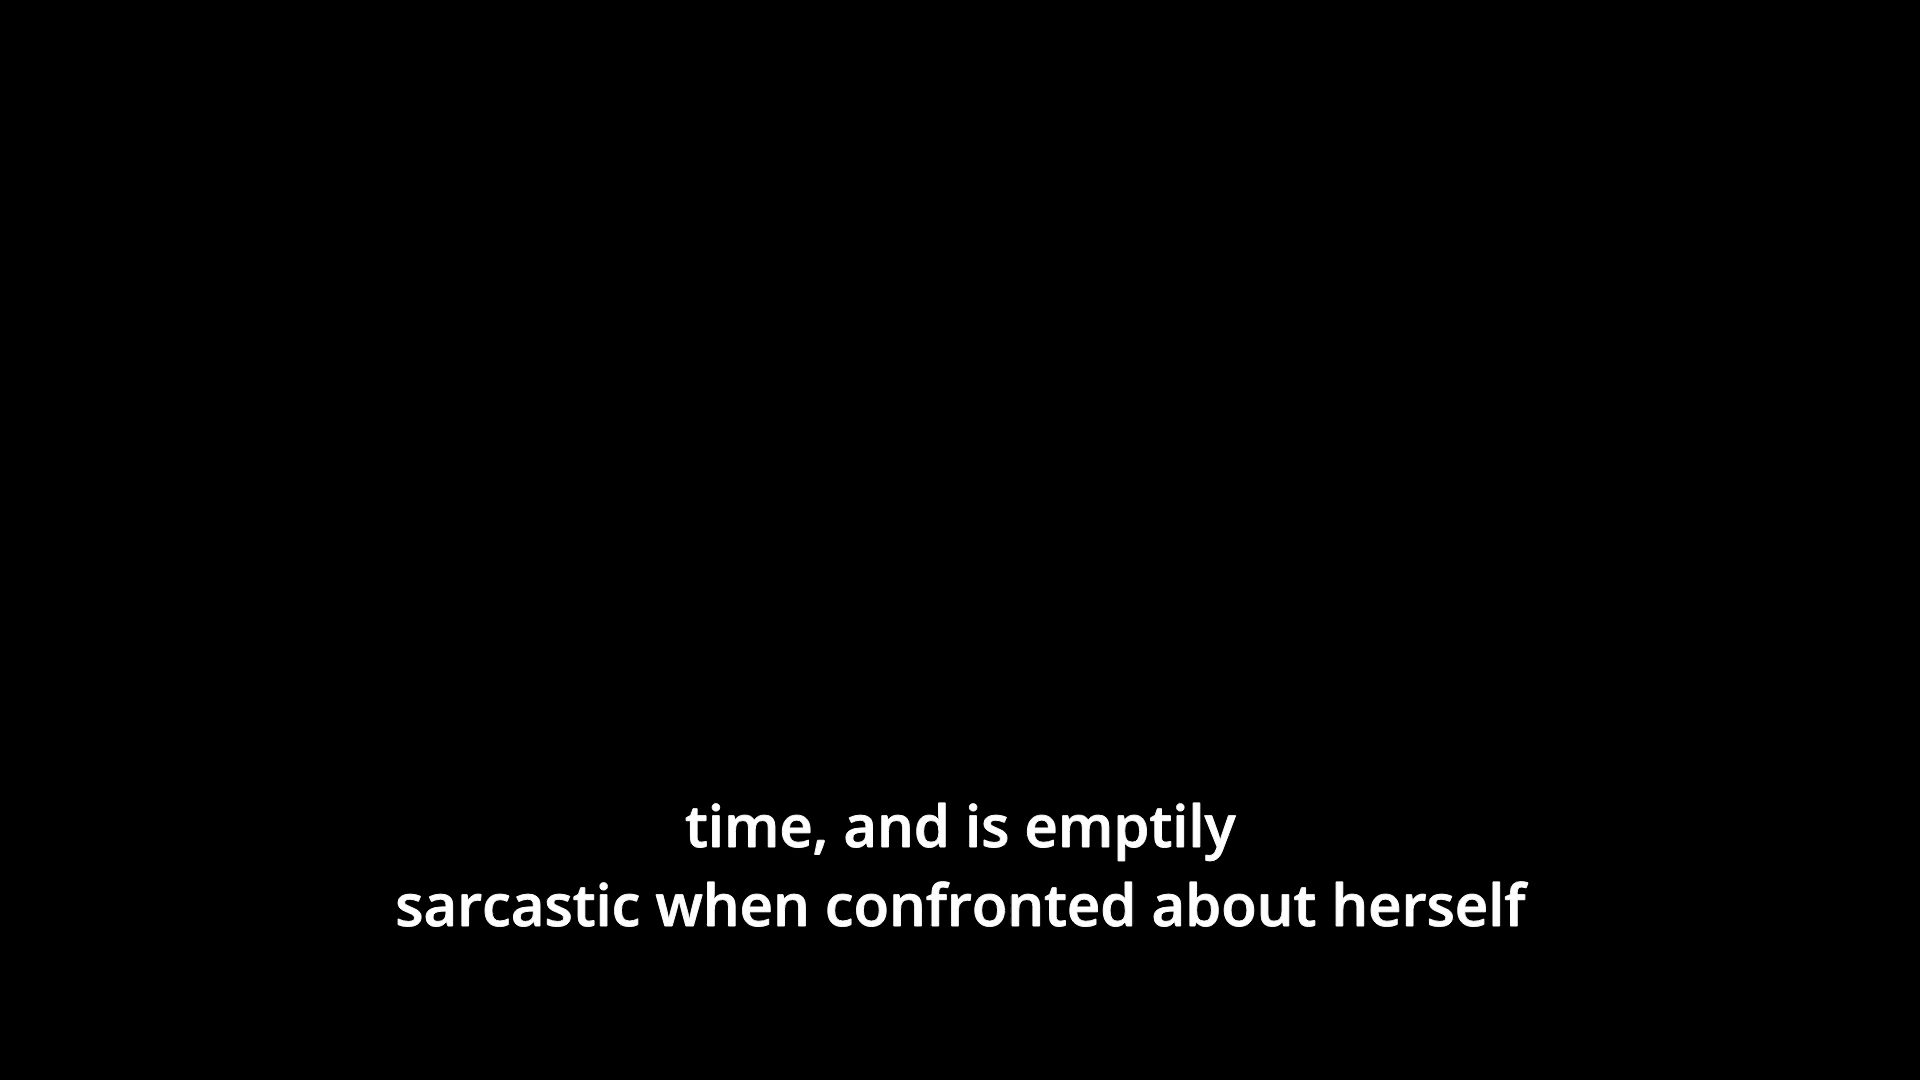 time, and is emptily
sarcastic when confronted about herself